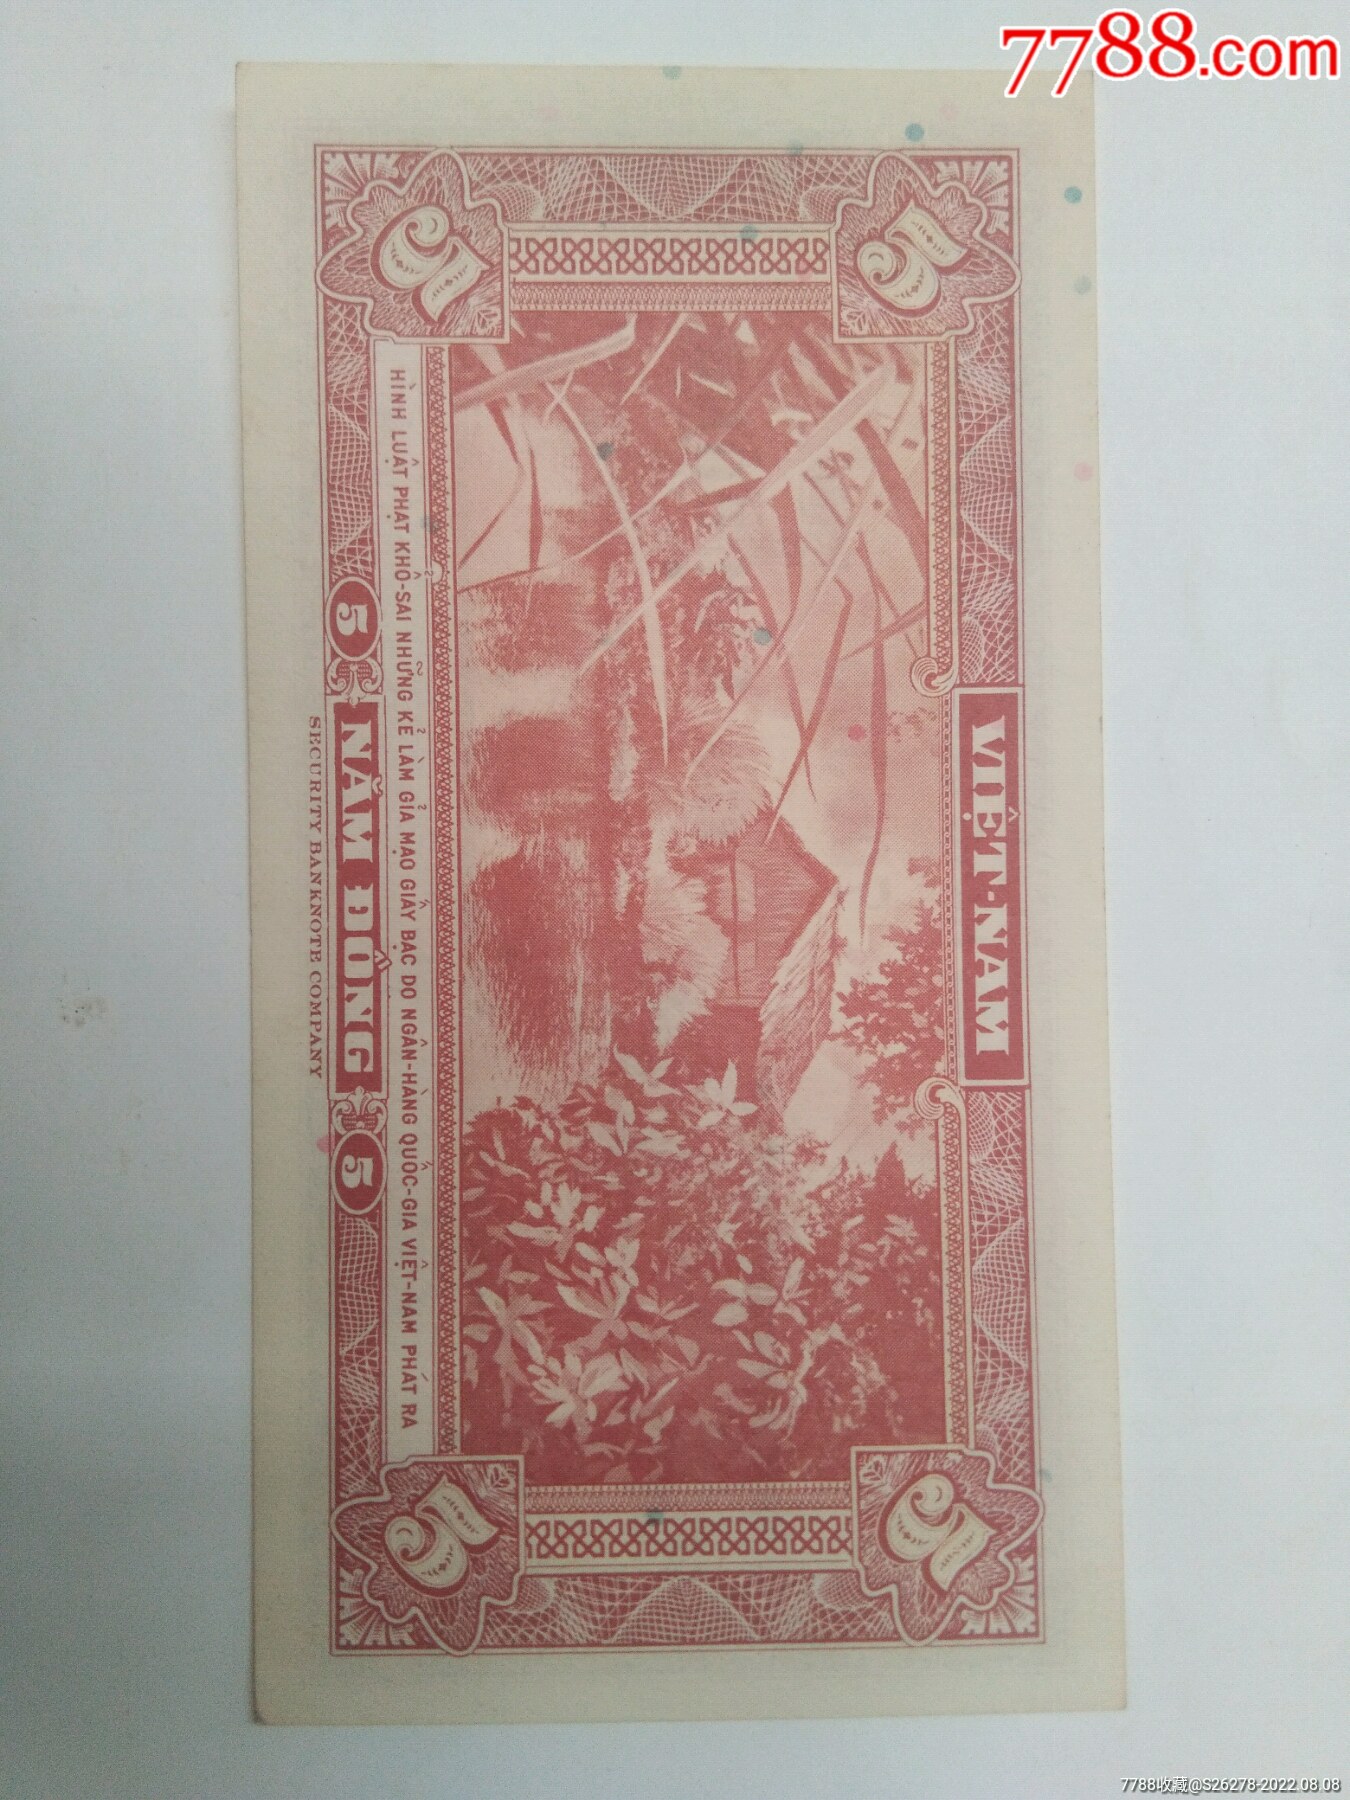 7788.com
5
5
VIỆT-NAM
HÌNH LUẬT PHẠT KHỔ-SAI NHỮNG KẺ LÀM GIẢ MẠO GIẤY BẠC DO NGÂN-HÀNG QUỐC-GIA VIỆT-NAM PHÁT RA
5 NĂM ĐỒNG 5
SECURITY BANKNOTE COMPANY
5
5
7788收藏@S26278-2022.08.08